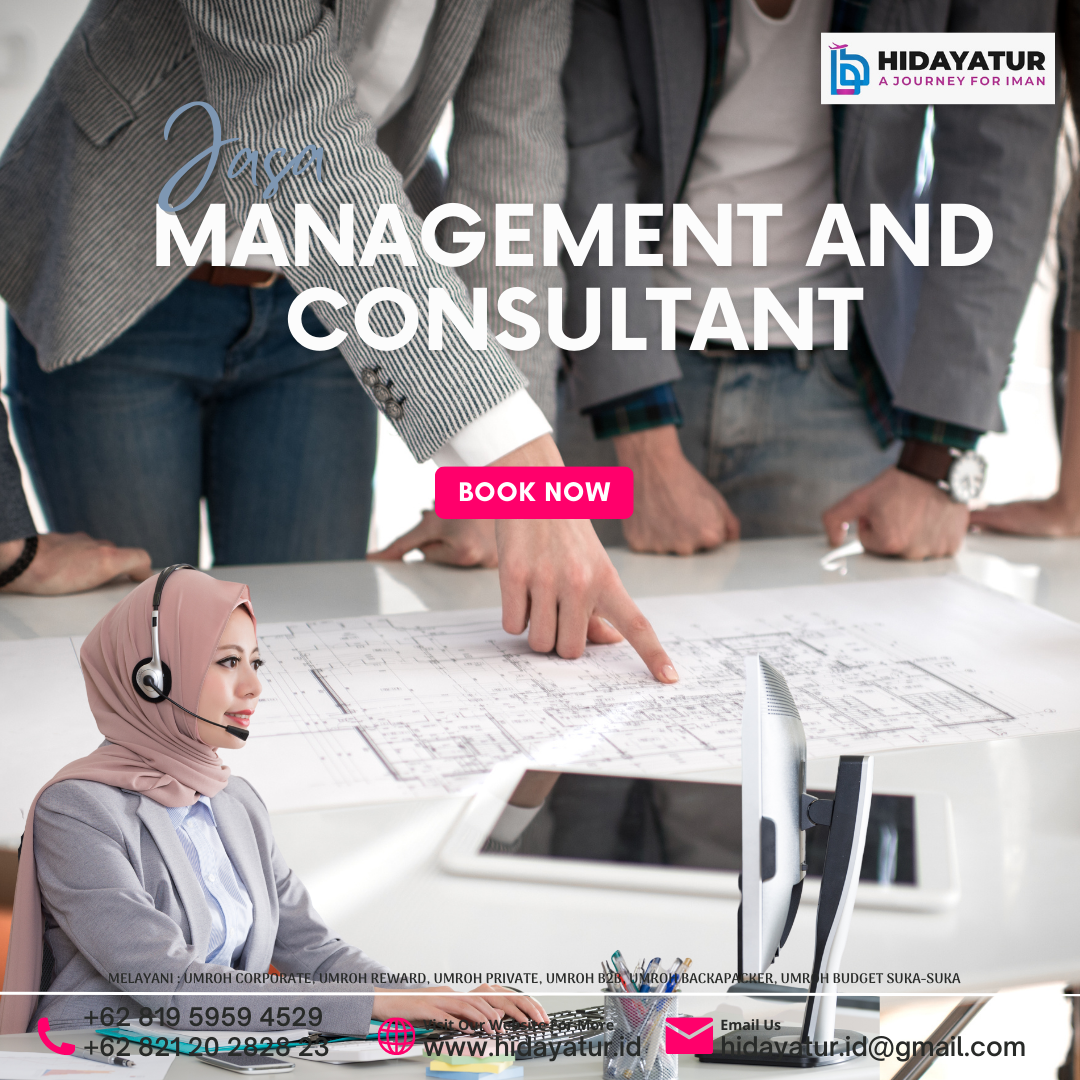 HIDAYATUR
A JOURNEY FOR IMAN
Jasa
MANAGEMENT AND
CONSULTANT
BOOK NOW
MELAYANI : UMROH CORPORATE, UMROH REWARD, UMROH PRIVATE, UMROH B2B, UMROH BACKAPACKER, UMROH BUDGET SUKA-SUKA
+62 819 5959 4529
+62 821 20 2828 23
Visit Our Website For More
www.hidayatur.id
Email Us
hidayatur.id@gmail.com